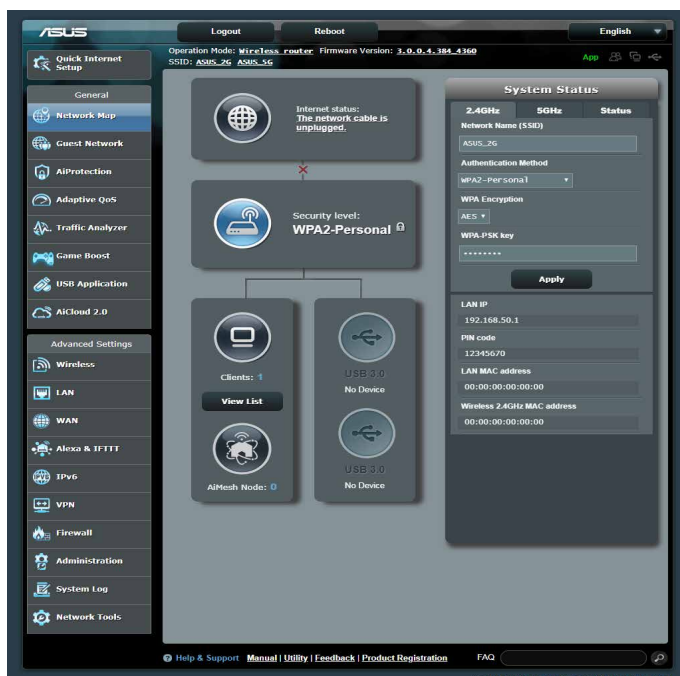 ASUS
Logout
Reboot
English
Quick Internet
Setup
Operation Mode: Wireless router Firmware Version: 3.0.0.4.384_4360
SSID: ASUS_2G ASUS_5G
App
General
Network Map
Guest Network
AiProtection
Adaptive QoS
Traffic Analyzer
Game Boost
USB Application
AiCloud 2.0
Advanced Settings
Wireless
LAN
WAN
Alexa & IFTTT
IPv6
VPN
Firewall
Administration
System Log
Network Tools
Internet status:
The network cable is
unplugged.
Security level:
WPA2-Personal
Clients: 1
View List
AiMesh Node: 0
USB 3.0
No Device
USB 3.0
No Device
System Status
2.4GHz 5GHz Status
Network Name (SSID)
ASUS_2G
Authentication Method
WPA2-Personal
WPA Encryption
AES
WPA-PSK key
········
Apply
LAN IP
192.168.50.1
PIN code
12345670
LAN MAC address
00:00:00:00:00:00
Wireless 2.4GHz MAC address
00:00:00:00:00:00
Help & Support Manual | Utility | Feedback | Product Registration FAQ